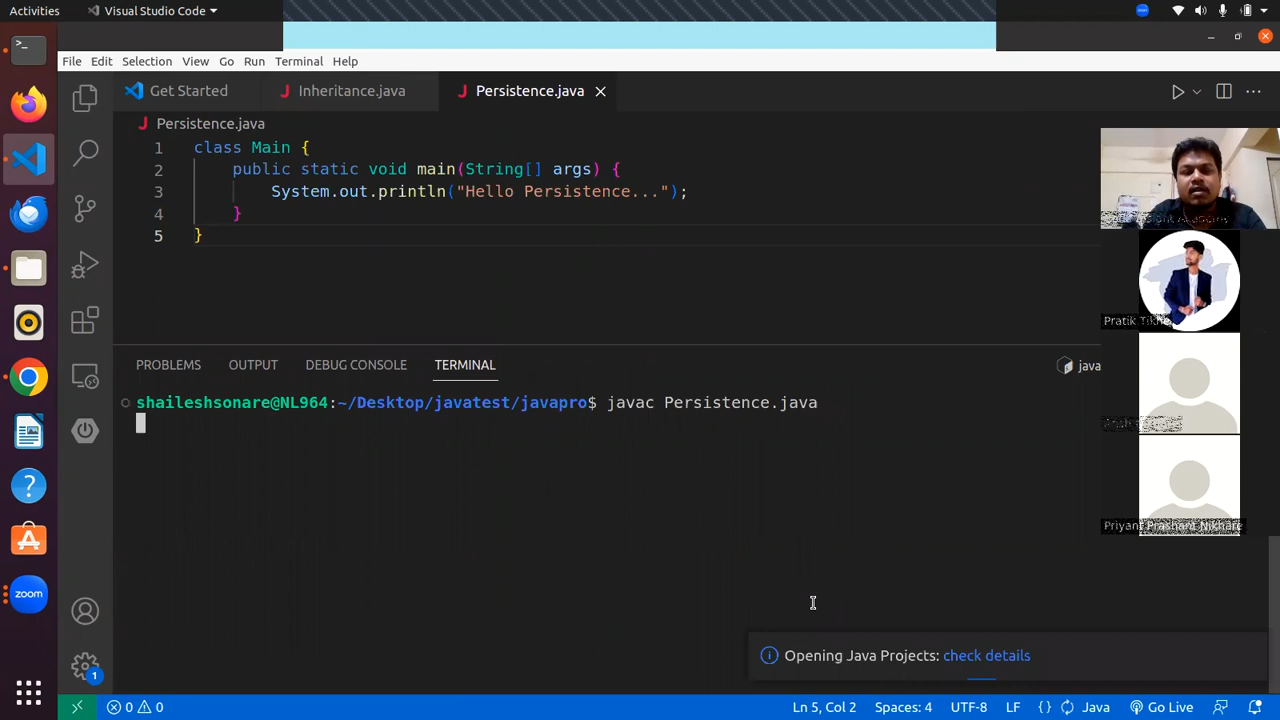 Activities
Visual Studio Code
File Edit Selection View Go Run Terminal Help
Get Started
Inheritance.java
Persistence.java
Persistence.java
1 class Main {
2 public static void main(String[] args) {
3 System.out.println("Hello Persistence...");
4 }
5 }
PROBLEMS OUTPUT DEBUG CONSOLE TERMINAL
java
shaileshsonare@NL964:~/Desktop/javatest/javapro$ javac Persistence.java
Pratik
Priyans Prashant Nikhare
Opening Java Projects: check details
zoom
1
0 0
Ln 5, Col 2 Spaces: 4 UTF-8 LF {} Java Go Live